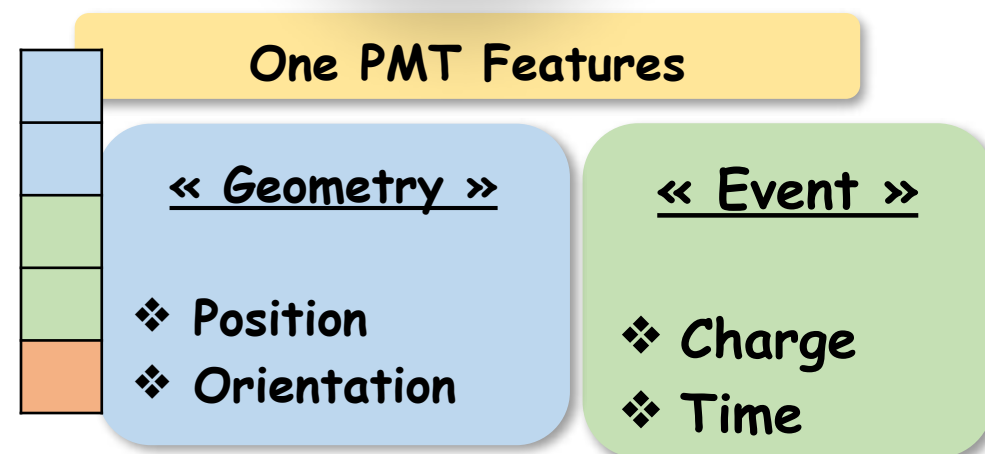 One PMT Features
« Geometry »
❖ Position
❖ Orientation
« Event »
❖ Charge
❖ Time